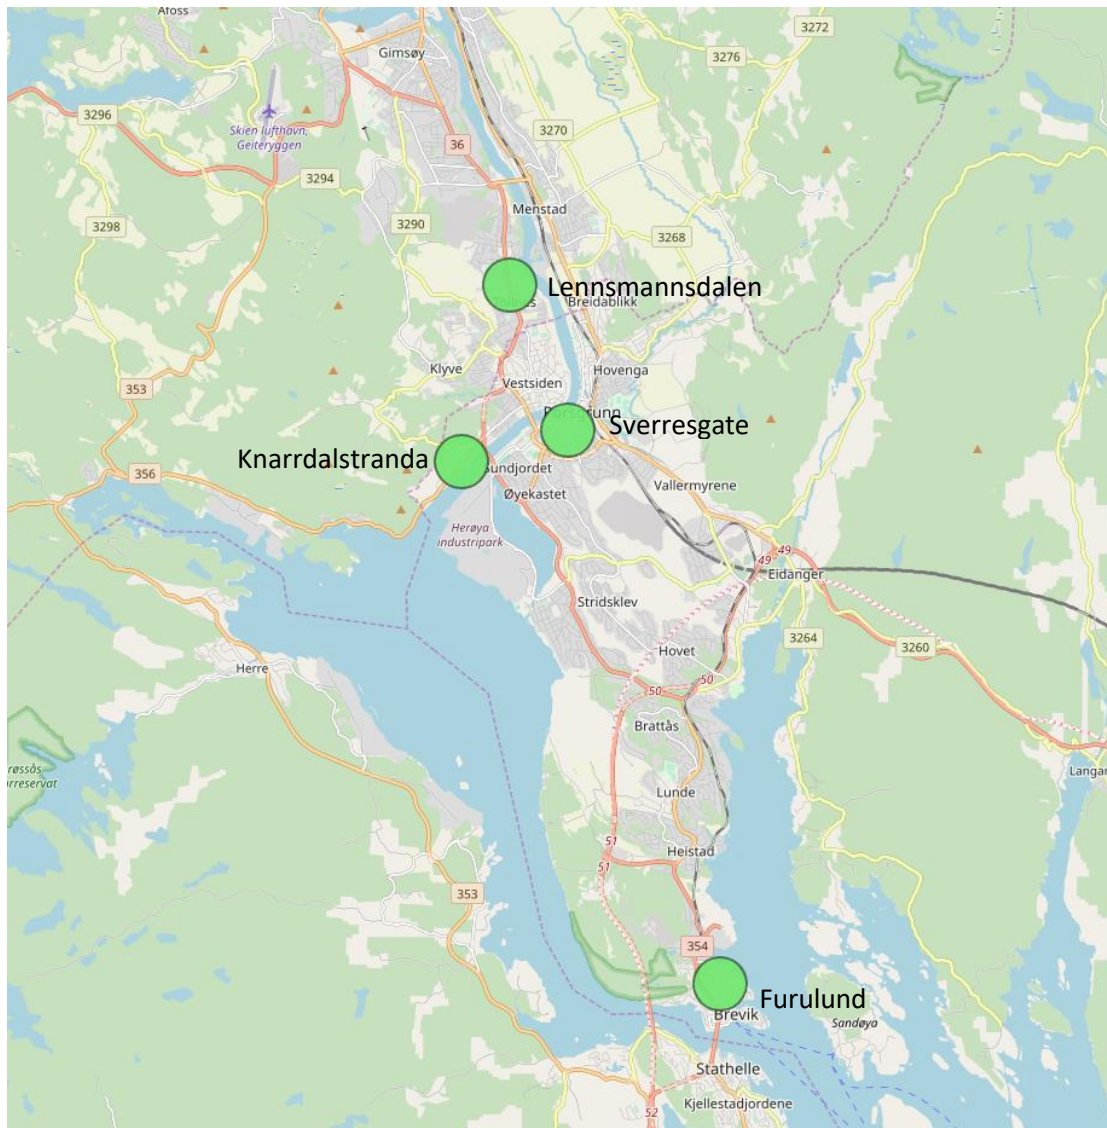 Åfoss
Gimsøy
3272
3276
3296
Skien lufthavn,
Geiteryggen
36
3270
3294
Menstad
3290
3298
3268
Lennsmannsdalen
Breidablikk
Klyve
Hovenga
353
Vestsiden
Porsgrunn
Sverresgate
Knarrdalstranda
Sundjordet
356
Øyekastet
Vallermyrene
Herøya
industripark
49
49
Eidanger
Stridsklev
3264
3260
Hovet
Herre
50
50
Brattås
Langan
Lunde
51
51
Heistad
353
354
Furulund
Brevik
Sandøya
Stathelle
Kjellestadjordene
52